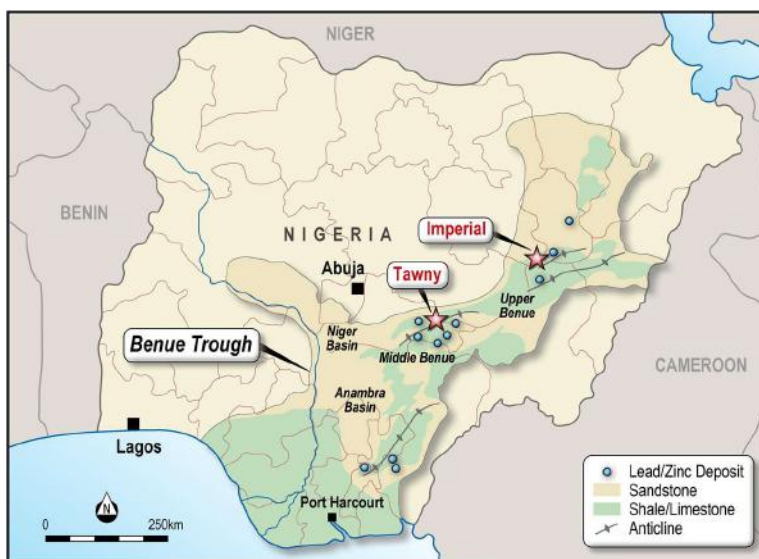 NIGER
BENIN
NIGERIA
Imperial
Abuja
Tawny
Upper
Benue
Niger
Basin
Benue Trough
Middle Benue
CAMEROON
Anambra
Basin
Lagos
Port Harcourt
N
0 250km
Lead/Zinc Deposit
Sandstone
Shale/Limestone
Anticline